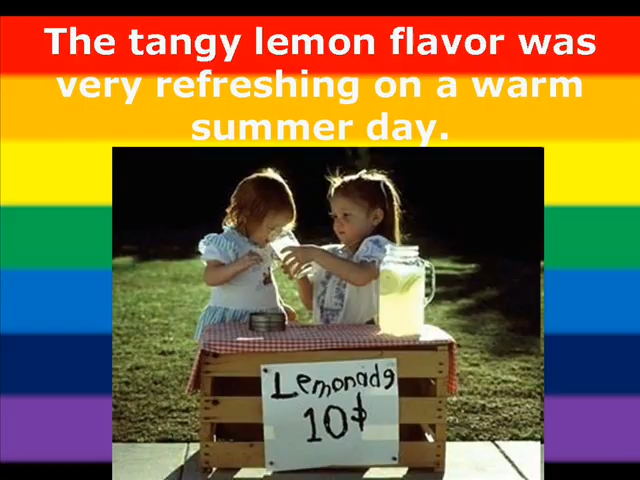 The tangy lemon flavor was
very refreshing on a warm
summer day.
Lemonade
10¢